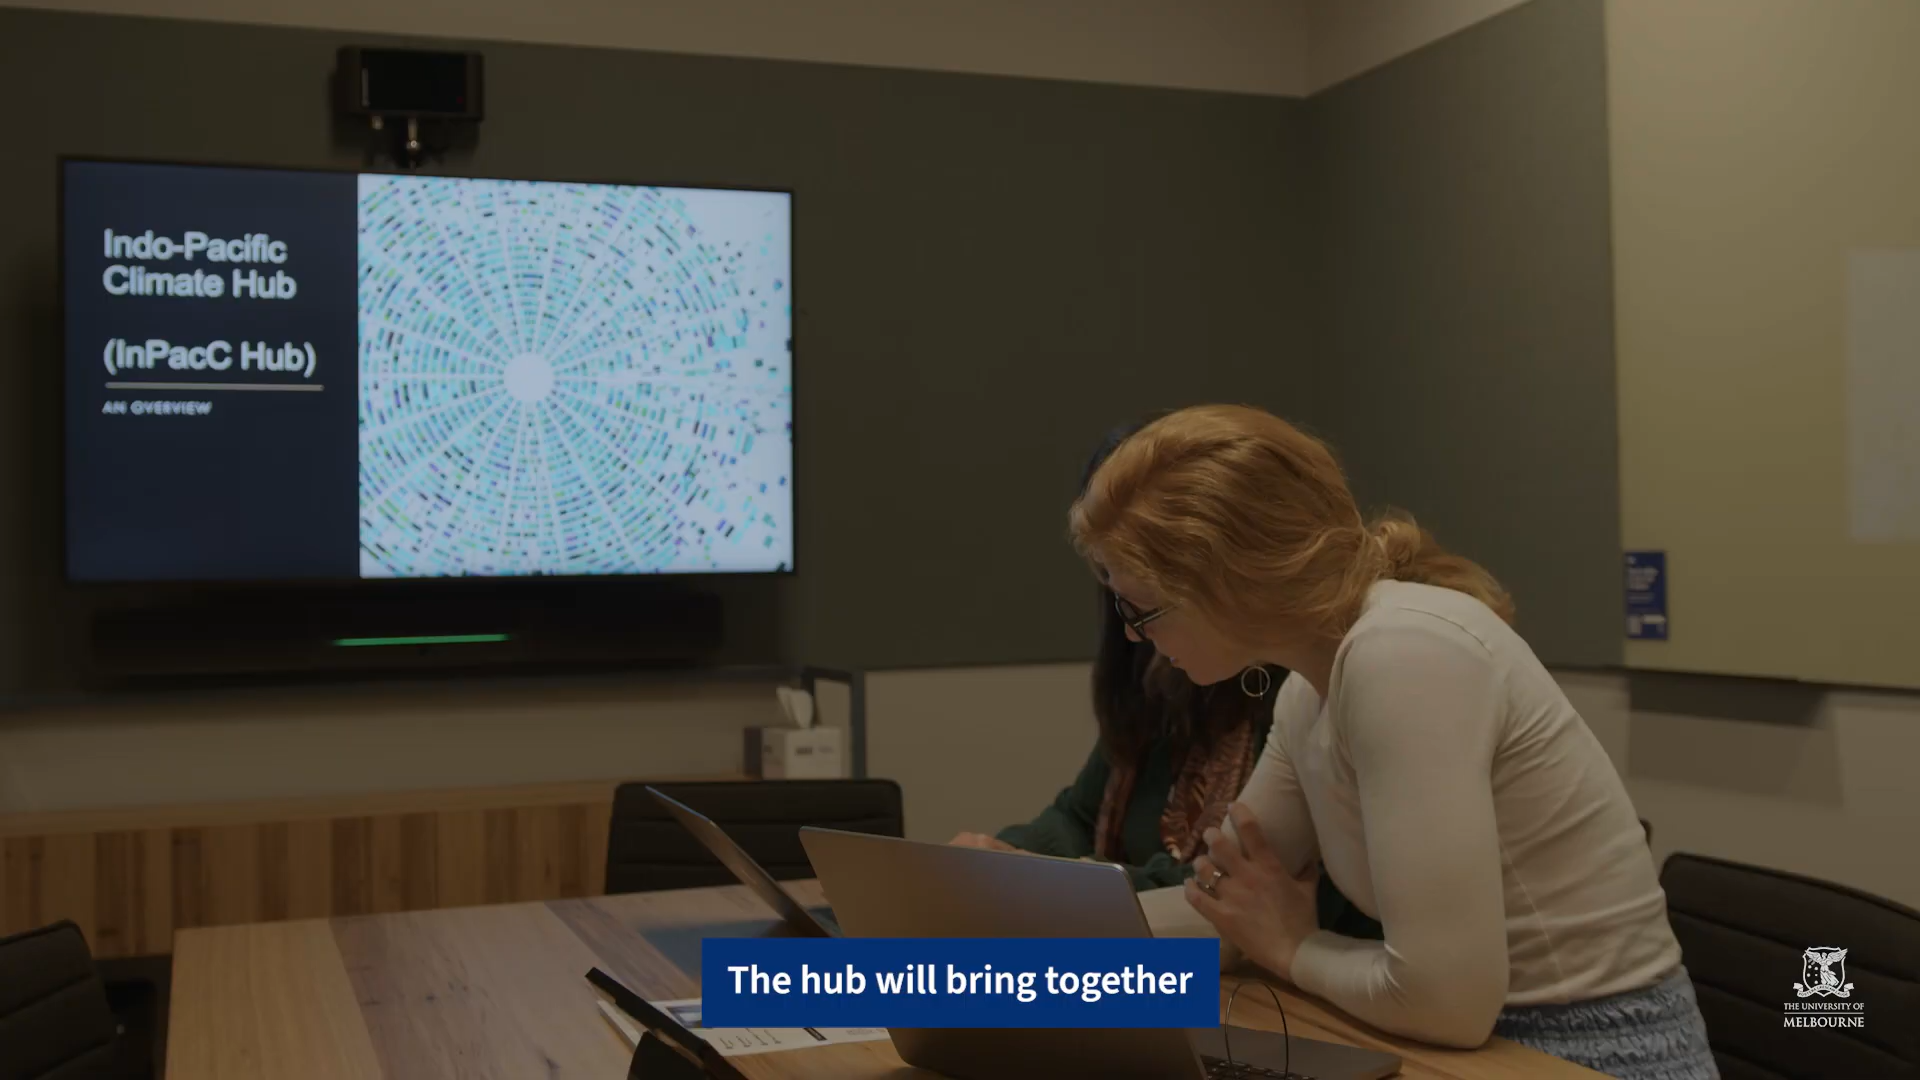 Indo-Pacific
Climate Hub
(InPacC Hub)
AN OVERVIEW
The hub will bring together
THE UNIVERSITY OF
MELBOURNE